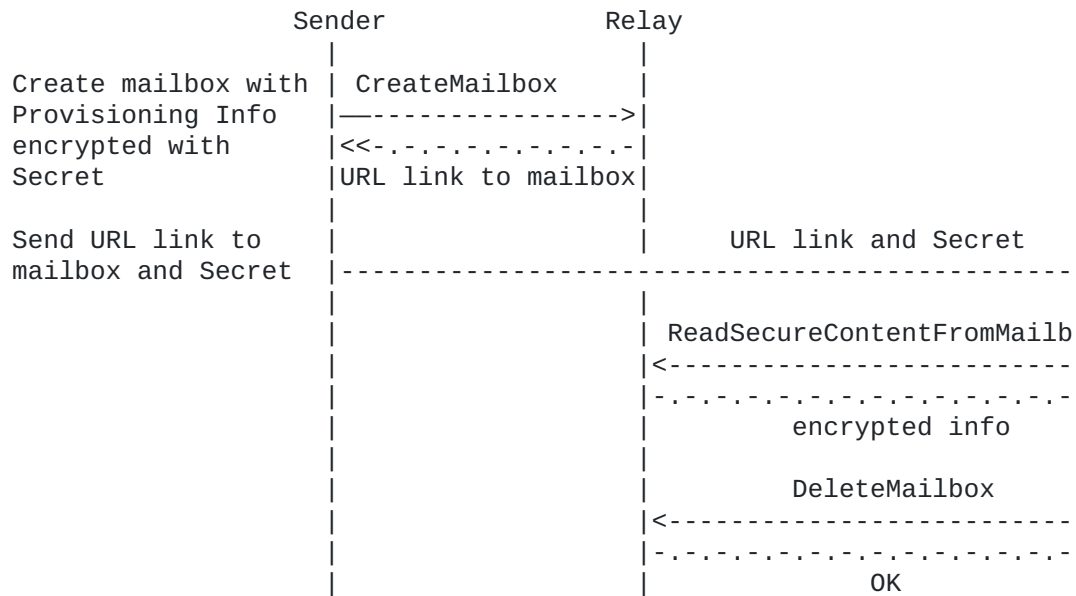 Sender Relay
Create mailbox with CreateMailbox
Provisioning Info
encrypted with
Secret URL link to mailbox
Send URL link to URL link and Secret
mailbox and Secret
ReadSecureContentFromMailb
encrypted info
DeleteMailbox
OK